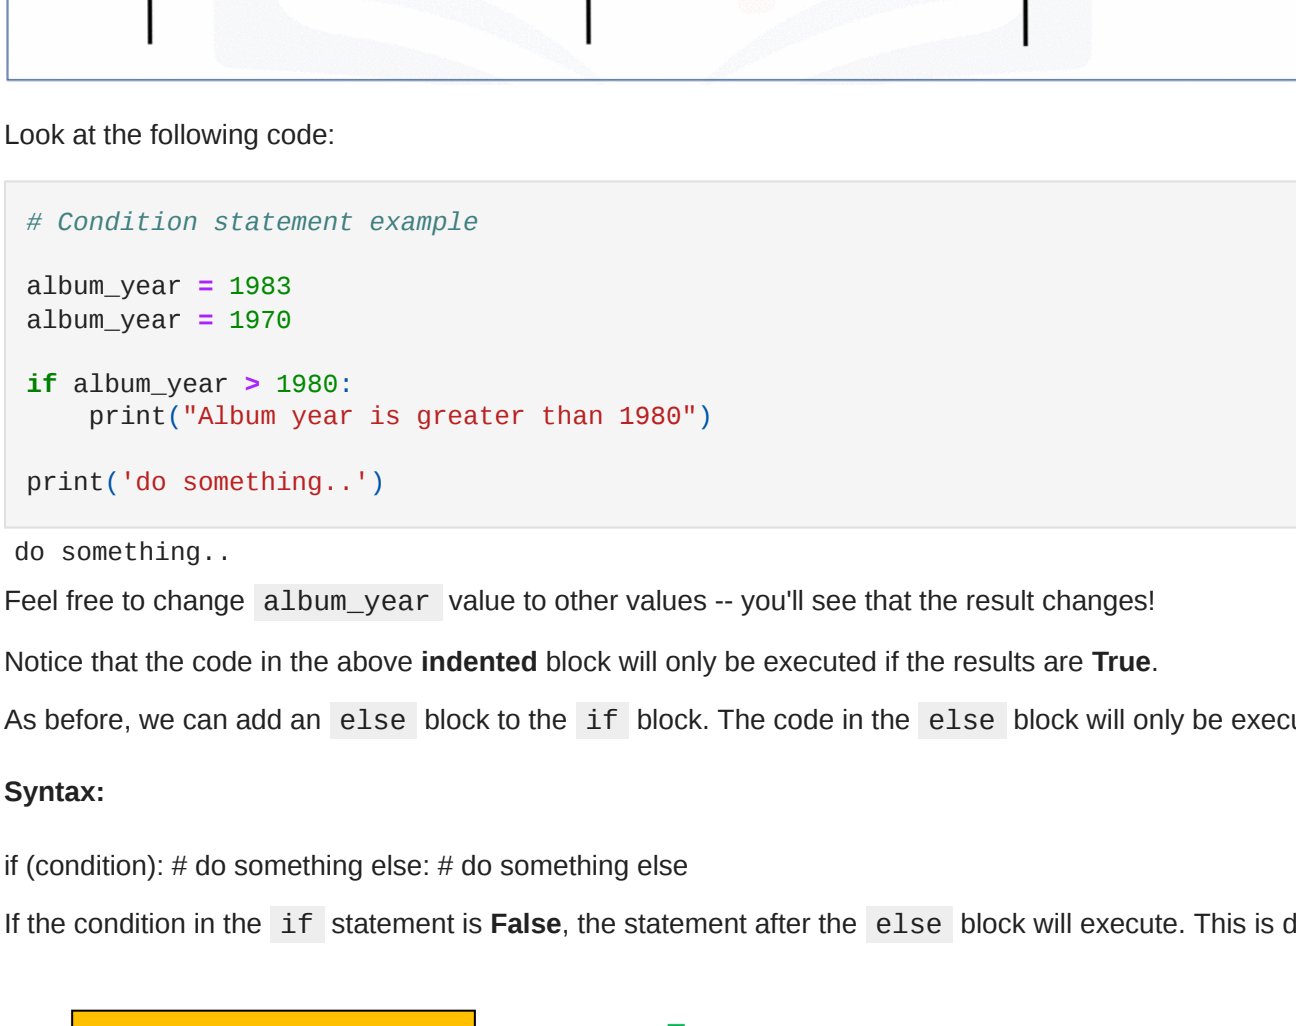 Look at the following code:
# Condition statement example
album_year = 1983
album_year = 1970
if album_year > 1980:
    print("Album year is greater than 1980")
print('do something..')
do something..
Feel free to change album_year value to other values -- you'll see that the result changes!
Notice that the code in the above indented block will only be executed if the results are True.
As before, we can add an else block to the if block. The code in the else block will only be
Syntax:
if (condition): # do something else: # do something else
If the condition in the if statement is False, the statement after the else block will execute. This is